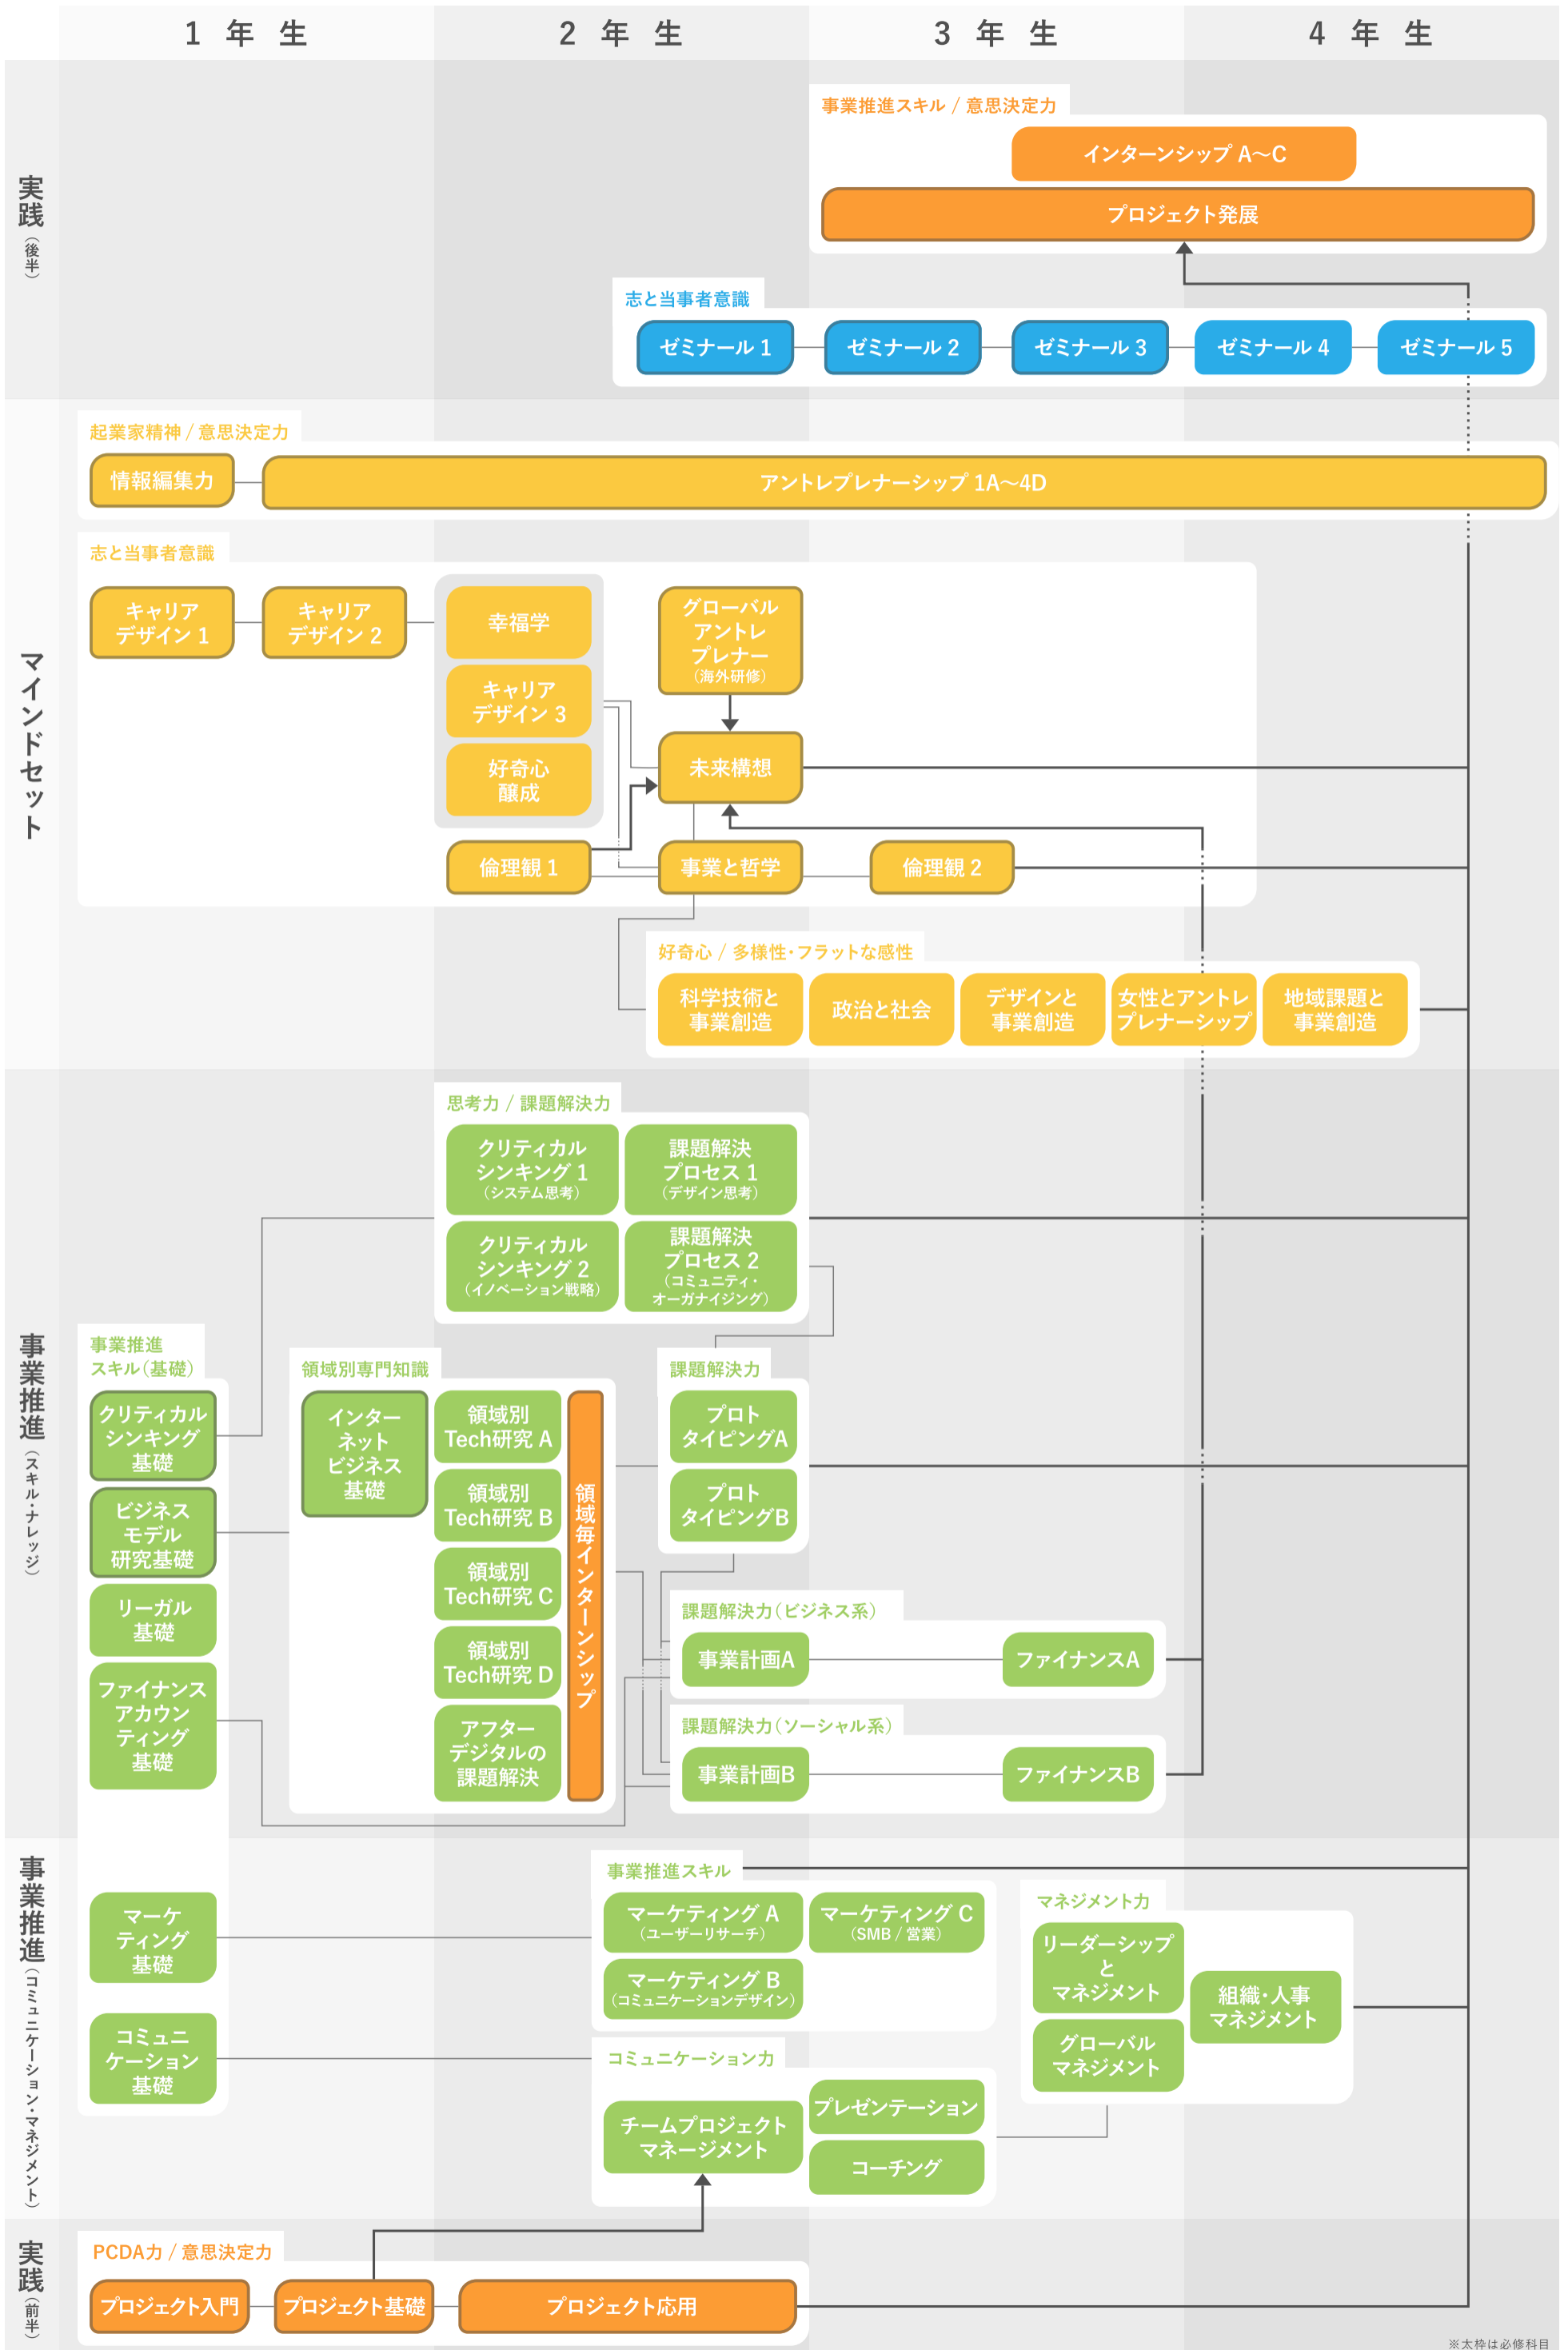 1 年 生
2 年 生
3 年 生
4 年 生
実践
（後半）
事業推進スキル / 意思決定力
インターンシップ A～C
プロジェクト発展
志と当事者意識
ゼミナール 1
ゼミナール 2
ゼミナール 3
ゼミナール 4
ゼミナール 5
マインドセット
起業家精神 / 意思決定力
情報編集力
アントレプレナーシップ 1A～4D
志と当事者意識
キャリア
デザイン 1
キャリア
デザイン 2
幸福学
キャリア
デザイン 3
好奇心
醸成
グローバル
アントレ
プレナー
（海外研修）
未来構想
倫理観 1
事業と哲学
倫理観 2
好奇心 / 多様性・フラットな感性
科学技術と
事業創造
政治と社会
デザインと
事業創造
女性とアントレ
プレナーシップ
地域課題と
事業創造
事業推進
（スキル・ナレッジ）
思考力 / 課題解決力
クリティカル
シンキング 1
（システム思考）
課題解決
プロセス 1
（デザイン思考）
クリティカル
シンキング 2
（イノベーション戦略）
課題解決
プロセス 2
（コミュニティ・
オーガナイジング）
事業推進
スキル（基礎）
クリティカル
シンキング
基礎
ビジネス
モデル
研究基礎
リーガル
基礎
ファイナンス
アカウン
ティング
基礎
領域別専門知識
インター
ネット
ビジネス
基礎
領域別
Tech研究 A
領域別
Tech研究 B
領域別
Tech研究 C
領域別
Tech研究 D
アフター
デジタルの
課題解決
領域毎インターンシップ
課題解決力
プロト
タイピングA
プロト
タイピングB
課題解決力（ビジネス系）
事業計画A
ファイナンスA
課題解決力（ソーシャル系）
事業計画B
ファイナンスB
事業推進
（コミュニケーション・マネジメント）
マーケ
ティング
基礎
コミュニ
ケーション
基礎
事業推進スキル
マーケティング A
（ユーザーリサーチ）
マーケティング C
（SMB / 営業）
マーケティング B
（コミュニケーションデザイン）
マネジメント力
リーダーシップ
と
マネジメント
グローバル
マネジメント
組織・人事
マネジメント
コミュニケーション力
チームプロジェクト
マネージメント
プレゼンテーション
コーチング
実践
（前半）
PCDA力 / 意思決定力
プロジェクト入門
プロジェクト基礎
プロジェクト応用
※太枠は必修科目